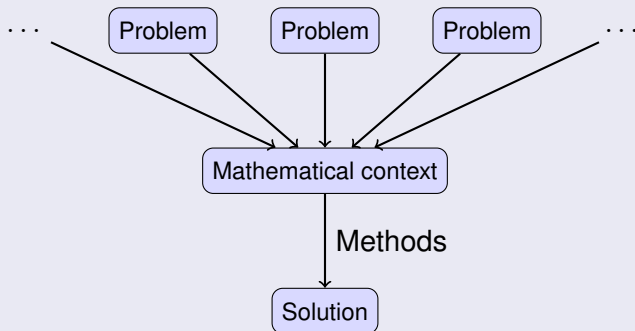 ... Problem Problem Problem ...
Mathematical context
Methods
Solution